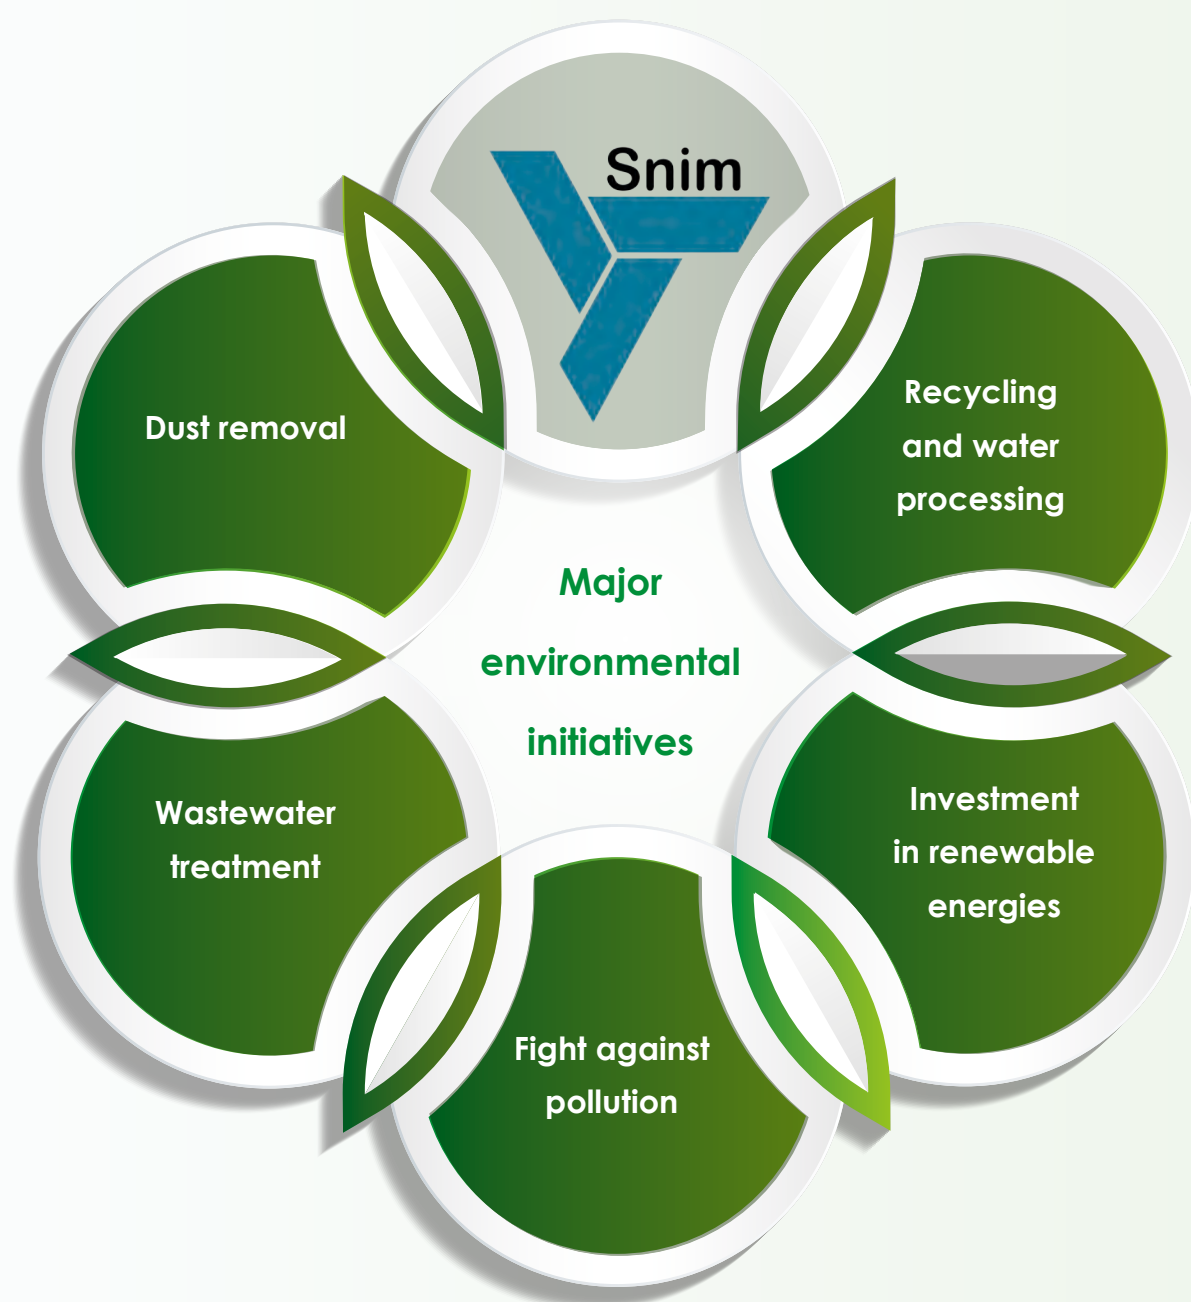 Snim
Dust removal
Recycling
and water
processing
Major
environmental
initiatives
Wastewater
treatment
Investment
in renewable
energies
Fight against
pollution